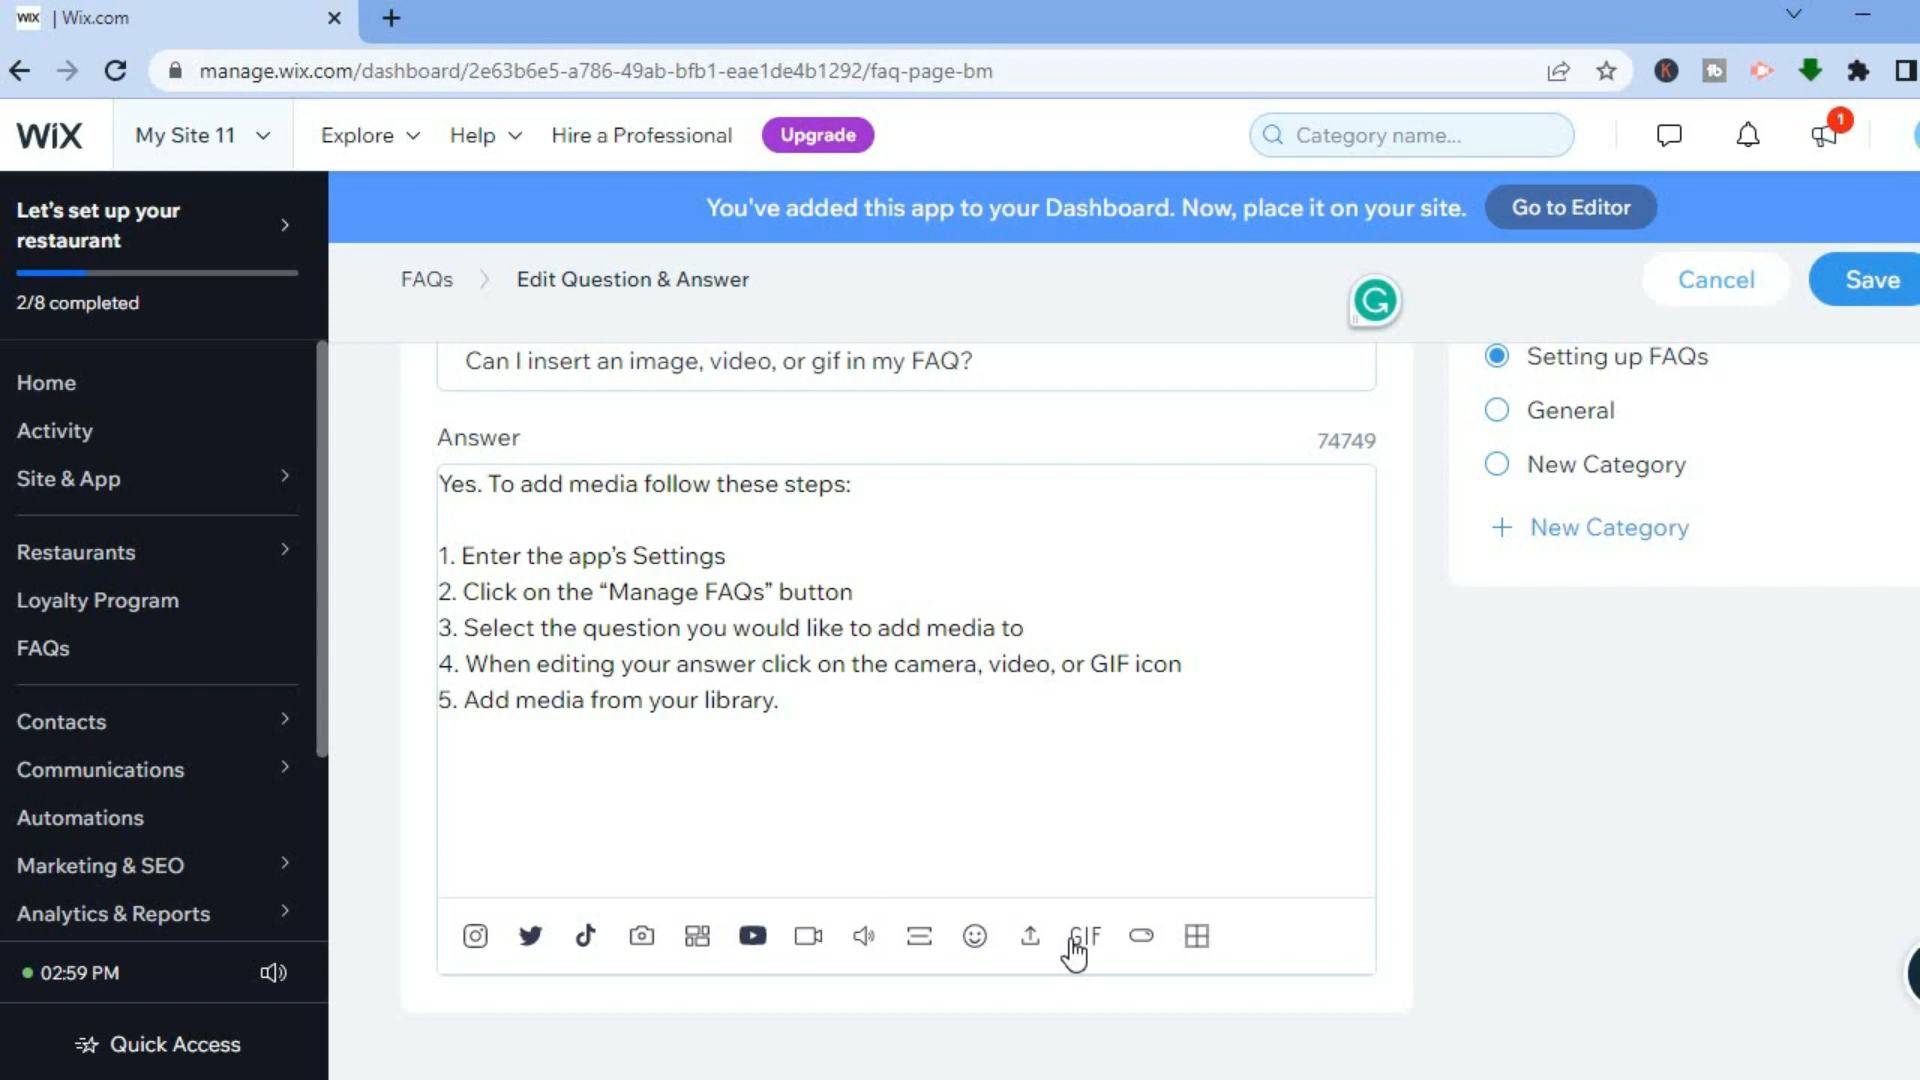 WIX | Wix.com
manage.wix.com/dashboard/2e63b6e5-a786-49ab-bfb1-eae1de4b1292/faq-page-bm
K
tb
WiX
My Site 11
Explore
Help
Hire a Professional
Upgrade
Category name...
1
Let's set up your
restaurant
2/8 completed
You've added this app to your Dashboard. Now, place it on your site.
Go to Editor
FAQs
Edit Question & Answer
G
Cancel
Save
Home
Activity
Site & App
Restaurants
Loyalty Program
FAQs
Contacts
Communications
Automations
Marketing & SEO
Analytics & Reports
02:59 PM
Quick Access
Can I insert an image, video, or gif in my FAQ?
Answer
74749
Yes. To add media follow these steps:
1. Enter the app's Settings
2. Click on the “Manage FAQs” button
3. Select the question you would like to add media to
4. When editing your answer click on the camera, video, or GIF icon
5. Add media from your library.
GIF
Setting up FAQs
General
New Category
+ New Category